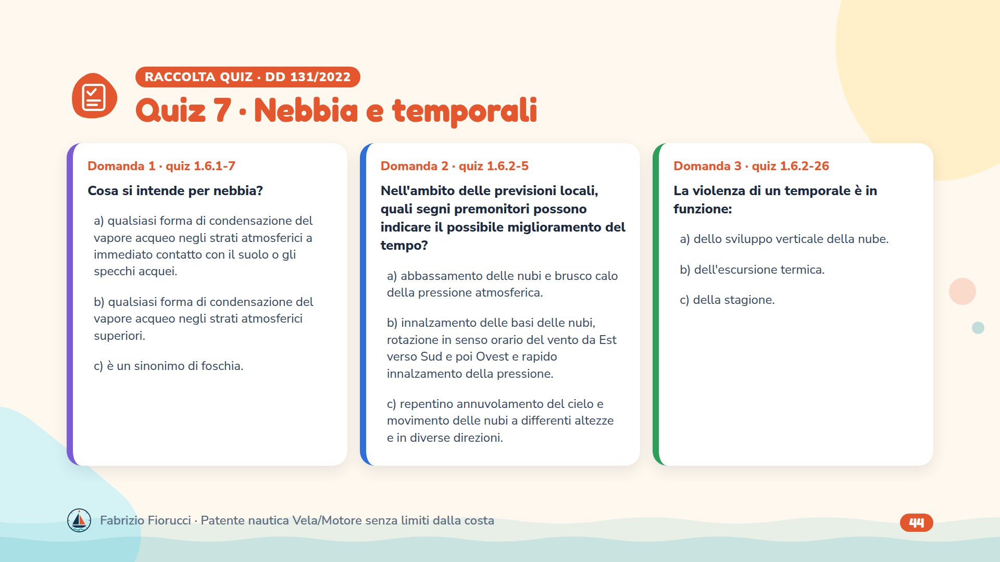 RACCOLTA QUIZ · DD 131/2022
Quiz 7 · Nebbia e temporali
Domanda 1 · quiz 1.6.1-7
Cosa si intende per nebbia?
a) qualsiasi forma di condensazione del
vapore acqueo negli strati atmosferici a
immediato contatto con il suolo o gli
specchi acquei.
b) qualsiasi forma di condensazione del
vapore acqueo negli strati atmosferici
superiori.
c) è un sinonimo di foschia.
Domanda 2 · quiz 1.6.2-5
Nell'ambito delle previsioni locali,
quali segni premonitori possono
indicare il possibile miglioramento del
tempo?
a) abbassamento delle nubi e brusco calo
della pressione atmosferica.
b) innalzamento delle basi delle nubi,
rotazione in senso orario del vento da Est
verso Sud e poi Ovest e rapido
innalzamento della pressione.
c) repentino annuvolamento del cielo e
movimento delle nubi a differenti altezze
e in diverse direzioni.
Domanda 3 · quiz 1.6.2-26
La violenza di un temporale è in
funzione:
a) dello sviluppo verticale della nube.
b) dell'escursione termica.
c) della stagione.
Fabrizio Fiorucci · Patente nautica Vela/Motore senza limiti dalla costa
44